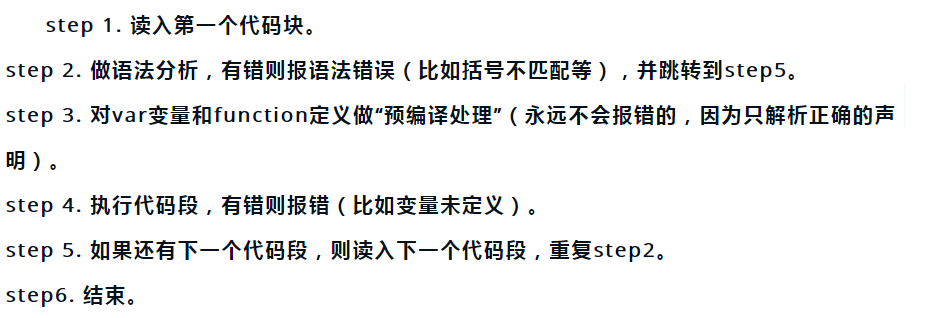 step 1. 读入第一个代码块。
step 2. 做语法分析，有错则报语法错误（比如括号不匹配等），并跳转到step5。
step 3. 对var变量和function定义做“预编译处理”（永远不会报错的，因为只解析正确的声
明）。
step 4. 执行代码段，有错则报错（比如变量未定义）。
step 5. 如果还有下一个代码段，则读入下一个代码段，重复step2。
step6. 结束。